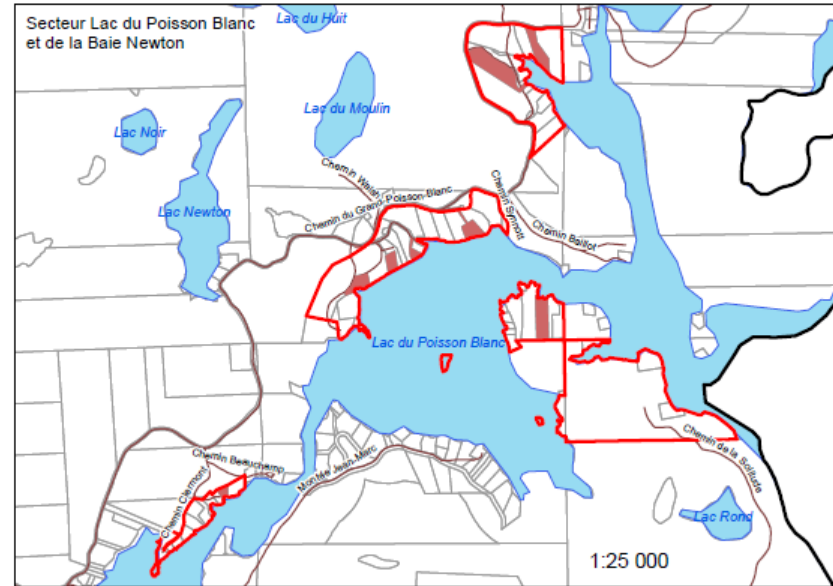 Secteur Lac du Poisson Blanc
et de la Baie Newton
Lac du Huit
Lac du Moulin
Lac Noir
Chemin Walsh
Chemin du Grand-Poisson-Blanc
Chemin Synnott
Lac Newton
Chemin Baillot
Lac du Poisson Blanc
Chemin de la Solitude
Chemin Beauchamp
Montée Jean-Marc
Chemin Clermont
Lac Rond
1:25 000